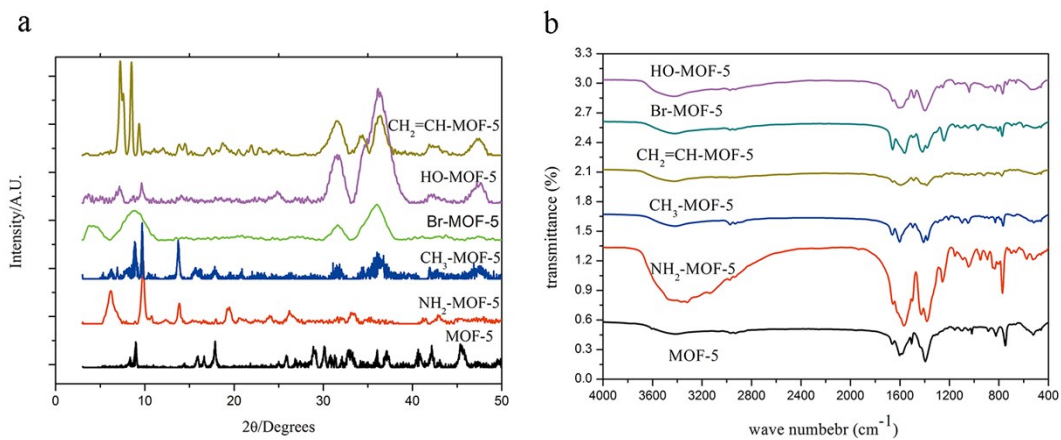 a
Intensity/A.U.
CH₂=CH-MOF-5
HO-MOF-5
Br-MOF-5
CH₃-MOF-5
NH₂-MOF-5
MOF-5
0 10 20 30 40 50
2θ/Degrees
b
transmittance (%)
3.3
3.0
2.7
2.4
2.1
1.8
1.5
1.2
0.9
0.6
0.3
0.0
HO-MOF-5
Br-MOF-5
CH₂=CH-MOF-5
CH₃-MOF-5
NH₂-MOF-5
MOF-5
4000 3600 3200 2800 2400 2000 1600 1200 800 400
wave numbebr (cm⁻¹)